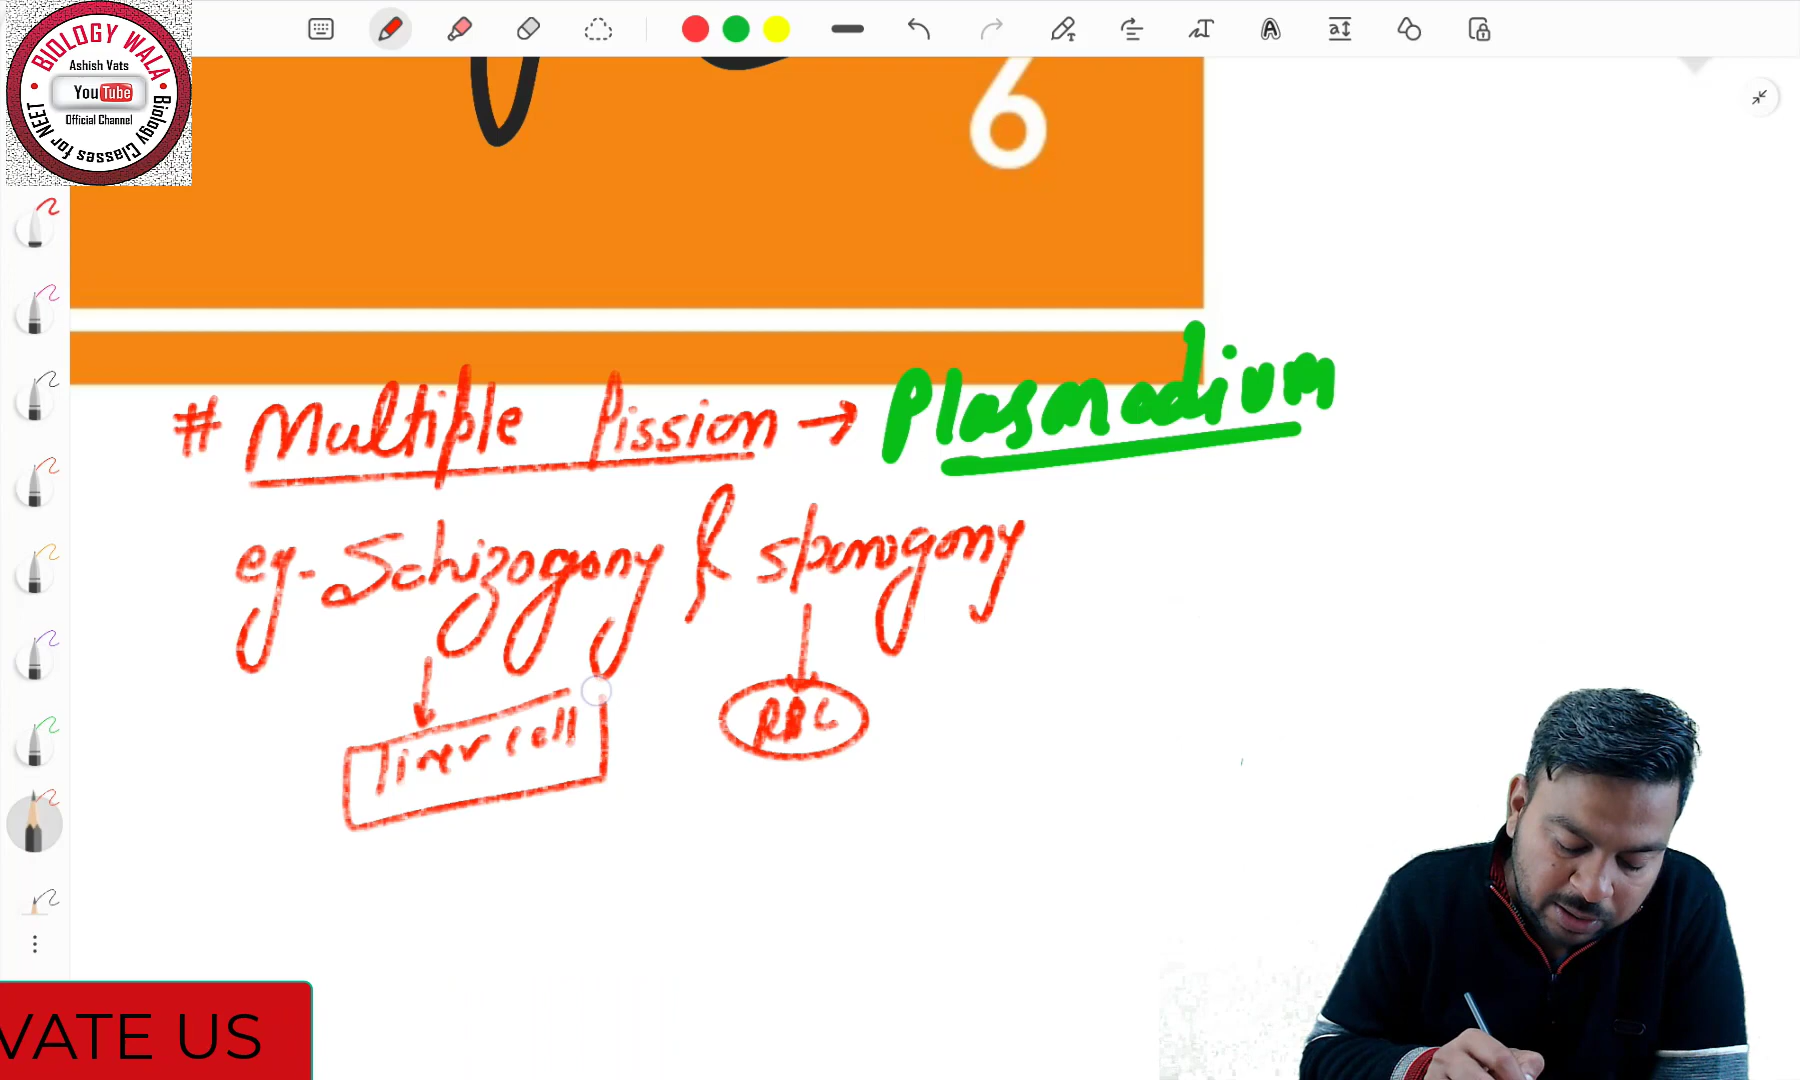 BIOLOGY WALA
Ashish Vats
YouTube
Official Channel
Biology Classes for NEET
6
# Multiple fission → Plasmodium
eg. Schizogony & sporogony
liver cell RBC
VATE US